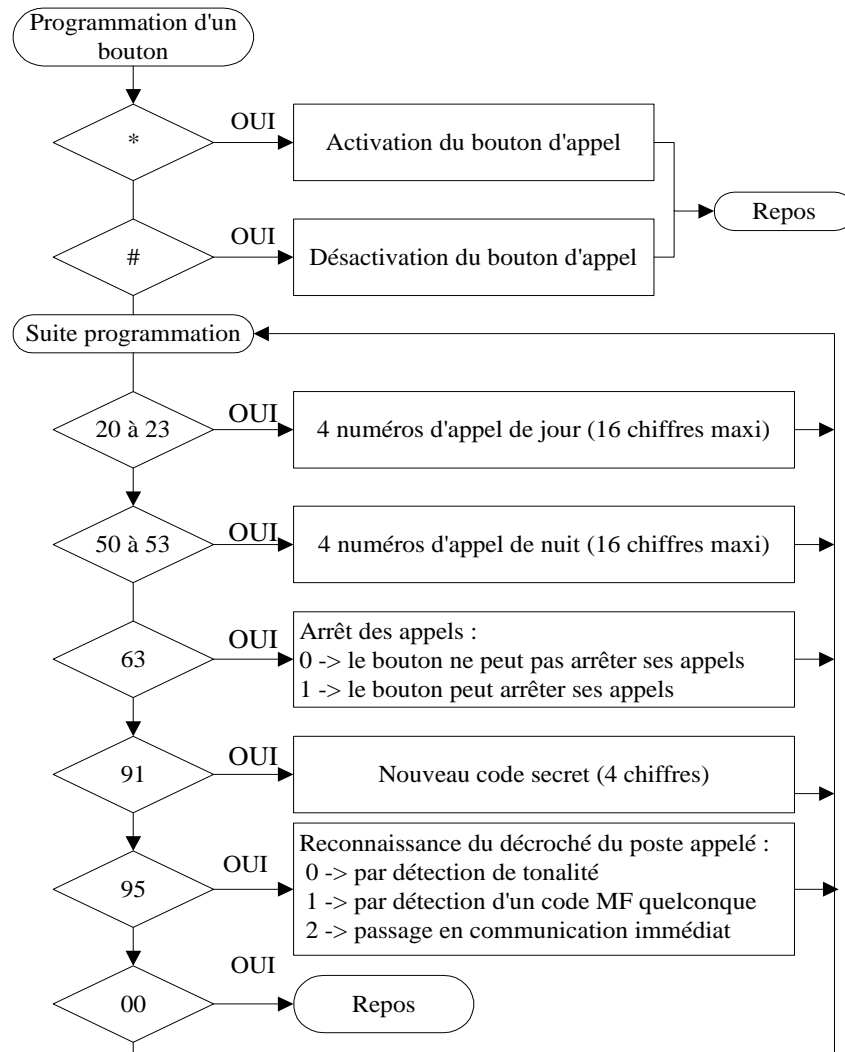 Programmation d'un
bouton
*
OUI
Activation du bouton d'appel
Repos
#
OUI
Désactivation du bouton d'appel
Suite programmation
20 à 23
OUI
4 numéros d'appel de jour (16 chiffres maxi)
50 à 53
OUI
4 numéros d'appel de nuit (16 chiffres maxi)
63
OUI
Arrêt des appels :
0 -> le bouton ne peut pas arrêter ses appels
1 -> le bouton peut arrêter ses appels
91
OUI
Nouveau code secret (4 chiffres)
95
OUI
Reconnaissance du décroché du poste appelé :
0 -> par détection de tonalité
1 -> par détection d'un code MF quelconque
2 -> passage en communication immédiat
00
OUI
Repos